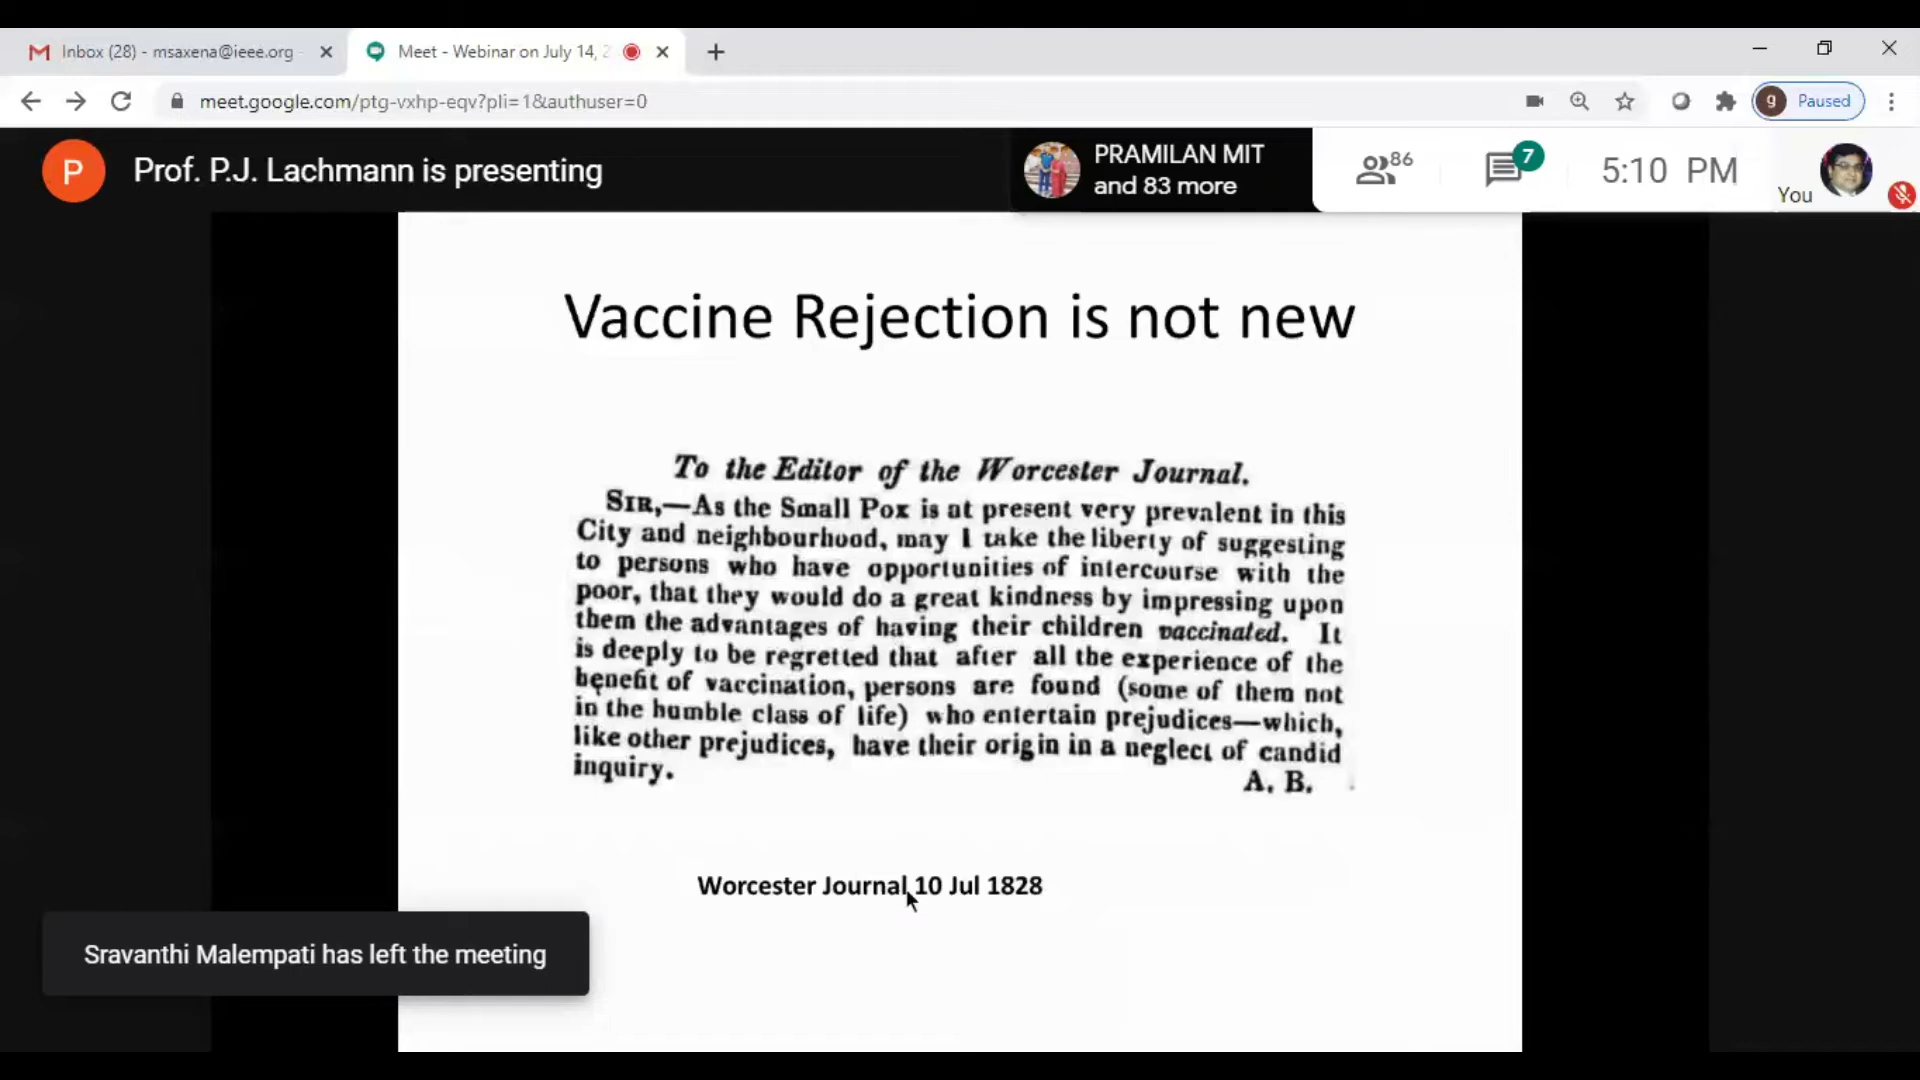 Inbox (28) - msaxena@ieee.org
Meet - Webinar on July 14, 2
meet.google.com/ptg-vxhp-eqv?pli=1&authuser=0
g Paused
P Prof. P.J. Lachmann is presenting
PRAMILAN MIT
and 83 more
86
7
5:10 PM
You
Vaccine Rejection is not new
To the Editor of the Worcester Journal.
SIR,—As the Small Pox is at present very prevalent in this
City and neighbourhood, may I take the liberty of suggesting
to persons who have opportunities of intercourse with the
poor, that they would do a great kindness by impressing upon
them the advantages of having their children vaccinated. It
is deeply to be regretted that after all the experience of the
benefit of vaccination, persons are found (some of them not
in the humble class of life) who entertain prejudices—which,
like other prejudices, have their origin in a neglect of candid
inquiry.
A. B.
Worcester Journal 10 Jul 1828
Sravanthi Malempati has left the meeting